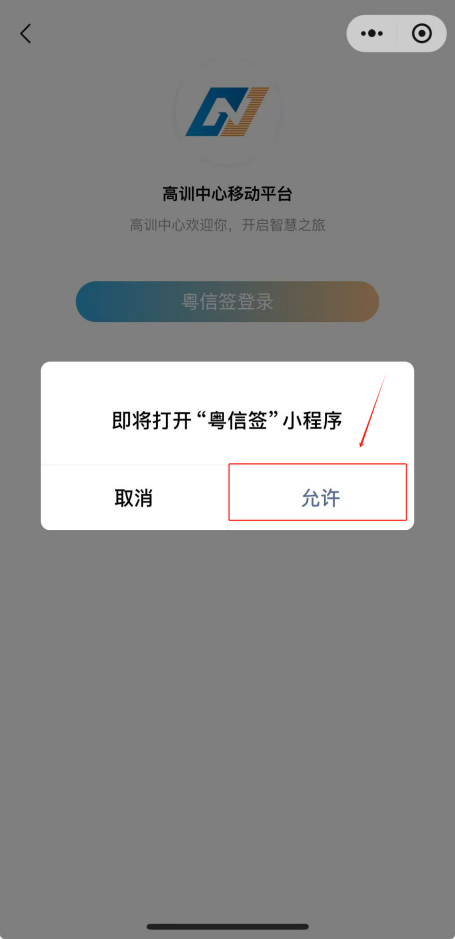 高训中心移动平台
高训中心欢迎你，开启智慧之旅
粤信签登录
即将打开“粤信签”小程序
取消
允许